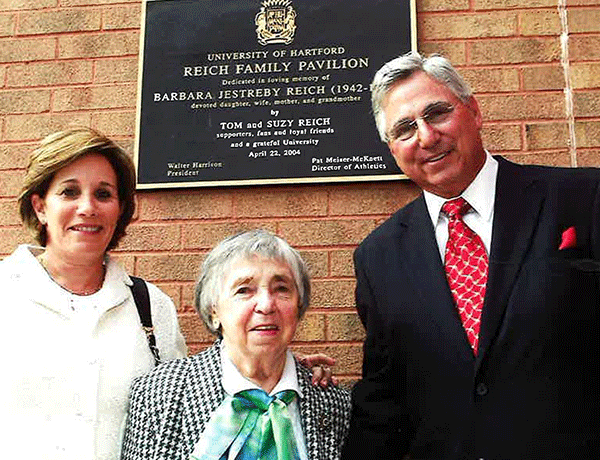 UNIVERSITY OF HARTFORD
REICH FAMILY PAVILION
Dedicated in loving memory of
BARBARA JESTREBY REICH (1942-
devoted daughter, wife, mother, and grandmother
by
TOM and SUZY REICH
supporters, fans and loyal friends
and a grateful University
April 22, 2004
Walter Harrison
President
Pat Meiser-McKnett
Director of Athletics